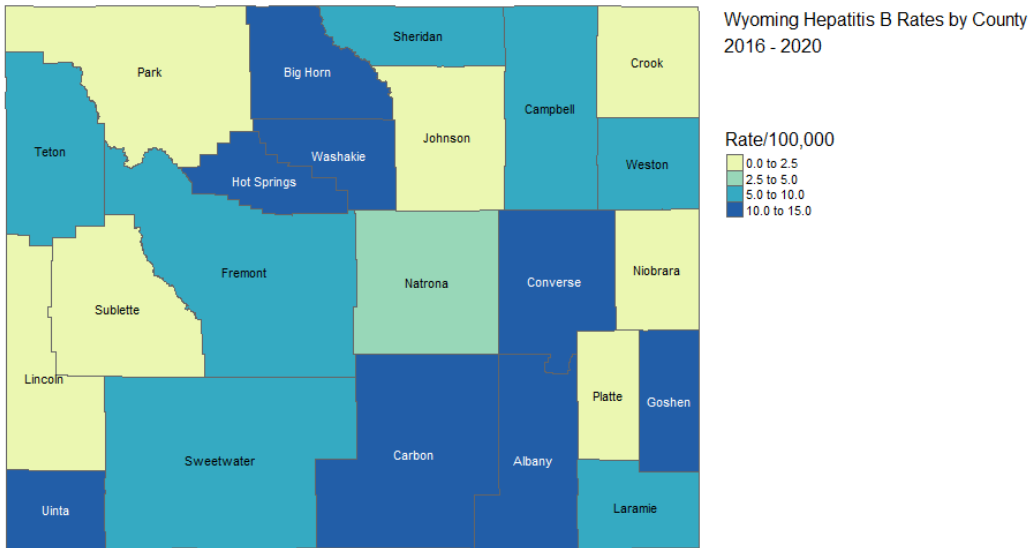 Wyoming Hepatitis B Rates by County
2016 - 2020
Sheridan
Crook
Park
Big Horn
Campbell
Johnson
Teton
Washakie
Weston
Hot Springs
Rate/100,000
0.0 to 2.5
2.5 to 5.0
5.0 to 10.0
10.0 to 15.0
Fremont
Niobrara
Natrona
Converse
Sublette
Lincoln
Platte
Goshen
Carbon
Sweetwater
Albany
Uinta
Laramie